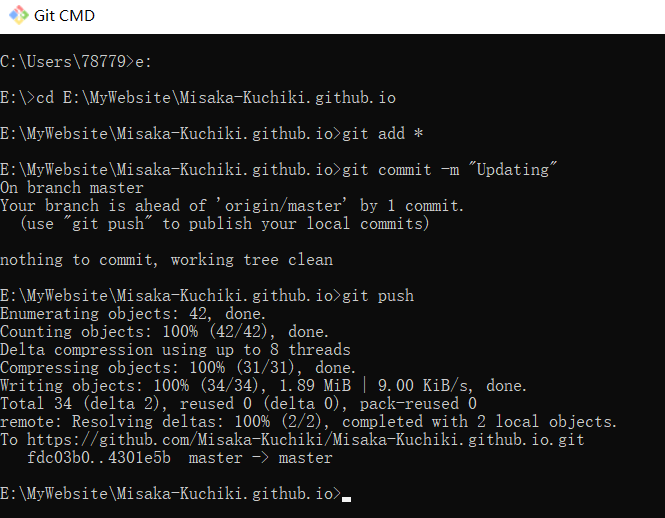 Git CMD
C:\Users\78779>e:
E:\>cd E:\MyWebsite\Misaka-Kuchiki.github.io
E:\MyWebsite\Misaka-Kuchiki.github.io>git add *
E:\MyWebsite\Misaka-Kuchiki.github.io>git commit -m "Updating"
On branch master
Your branch is ahead of 'origin/master' by 1 commit.
  (use "git push" to publish your local commits)
nothing to commit, working tree clean
E:\MyWebsite\Misaka-Kuchiki.github.io>git push
Enumerating objects: 42, done.
Counting objects: 100% (42/42), done.
Delta compression using up to 8 threads
Compressing objects: 100% (31/31), done.
Writing objects: 100% (34/34), 1.89 MiB | 9.00 KiB/s, done.
Total 34 (delta 2), reused 0 (delta 0), pack-reused 0
remote: Resolving deltas: 100% (2/2), completed with 2 local objects.
To https://github.com/Misaka-Kuchiki/Misaka-Kuchiki.github.io.git
   fdc03b0..4301e5b  master -> master
E:\MyWebsite\Misaka-Kuchiki.github.io>